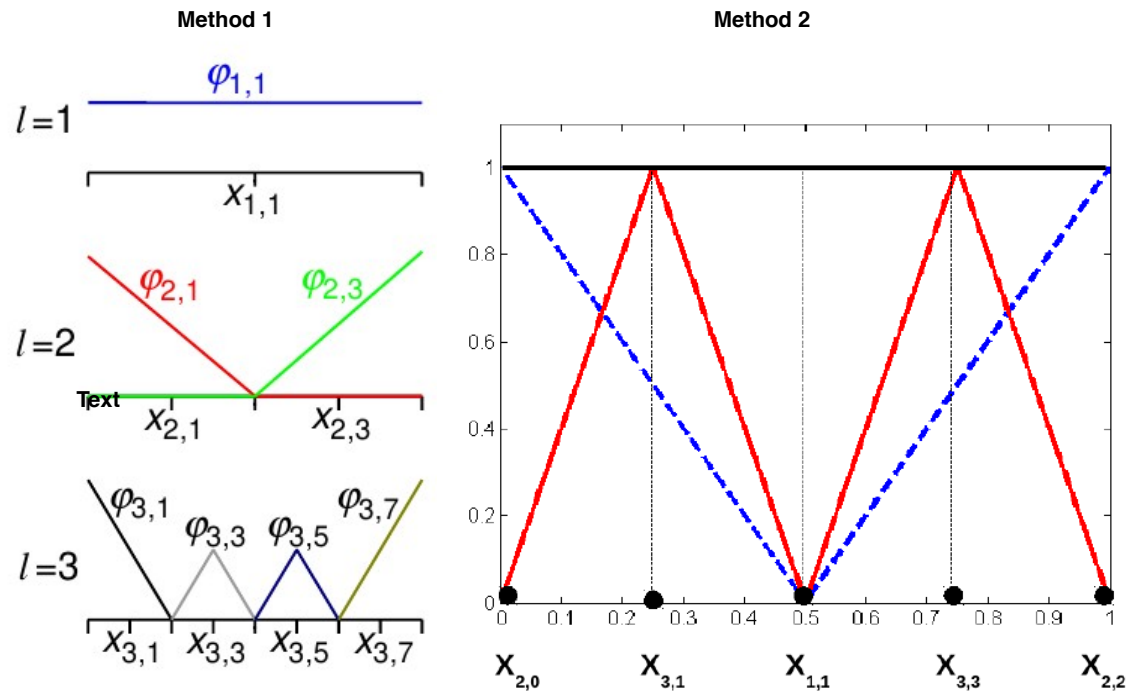 Method 1
φ1,1
l=1
x1,1
φ2,1 φ2,3
l=2
Text
x2,1 x2,3
φ3,1 φ3,3 φ3,5 φ3,7
l=3
x3,1 x3,3 x3,5 x3,7
Method 2
1
0.8
0.6
0.4
0.2
0
0 0.1 0.2 0.3 0.4 0.5 0.6 0.7 0.8 0.9 1
X2,0 X3,1 X1,1 X3,3 X2,2